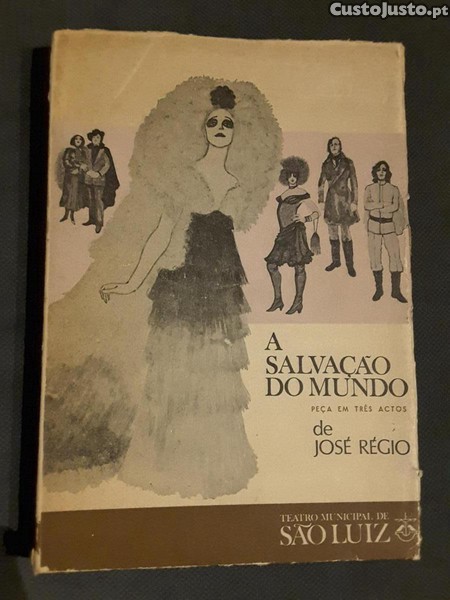 CustoJusto.pt
A
SALVAÇÃO
DO MUNDO
PEÇA EM TRÊS ACTOS
de
JOSÉ RÉGIO
TEATRO MUNICIPAL DE
SÃO LUIZ